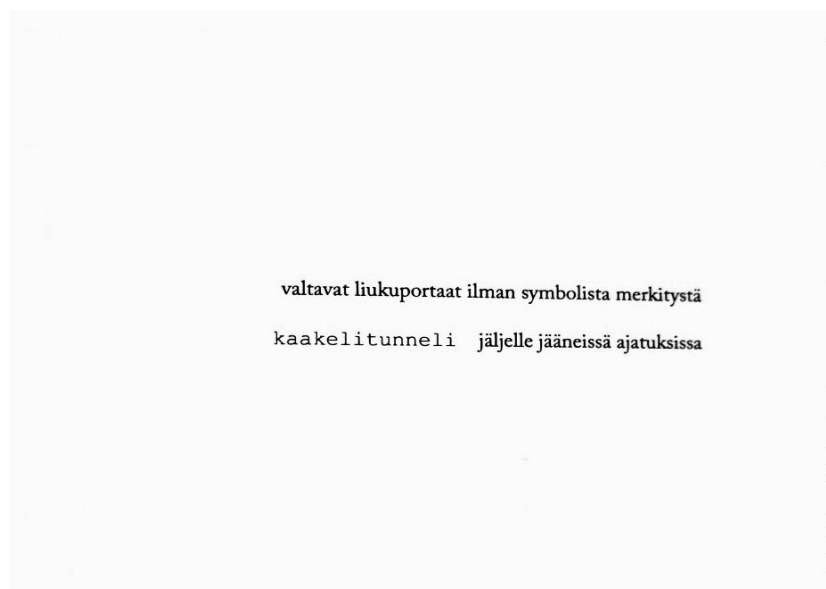 valtavat liukuportaat ilman symbolista merkitystä
kaakelitunneli jäljelle jääneissä ajatuksissa